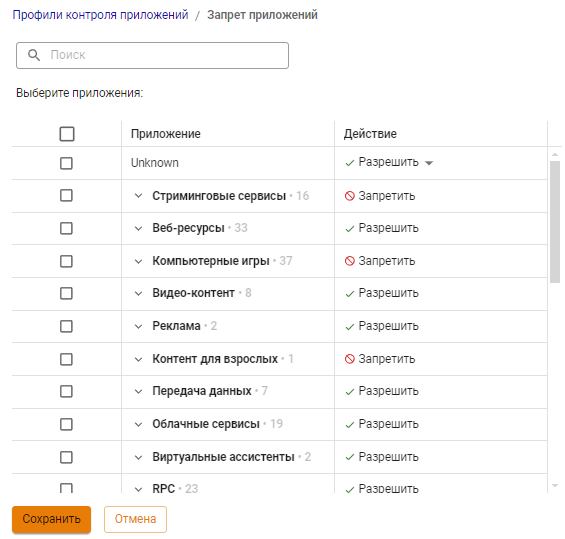 Профили контроля приложений / Запрет приложений
Поиск
Выберите приложения:
Приложение Действие
Unknown Разрешить
Стриминговые сервисы • 16 Запретить
Веб-ресурсы • 33 Разрешить
Компьютерные игры • 37 Запретить
Видео-контент • 8 Разрешить
Реклама • 2 Разрешить
Контент для взрослых • 1 Запретить
Передача данных • 7 Разрешить
Облачные сервисы • 19 Разрешить
Виртуальные ассистенты • 2 Разрешить
RPC • 23 Разрешить
Сохранить Отмена